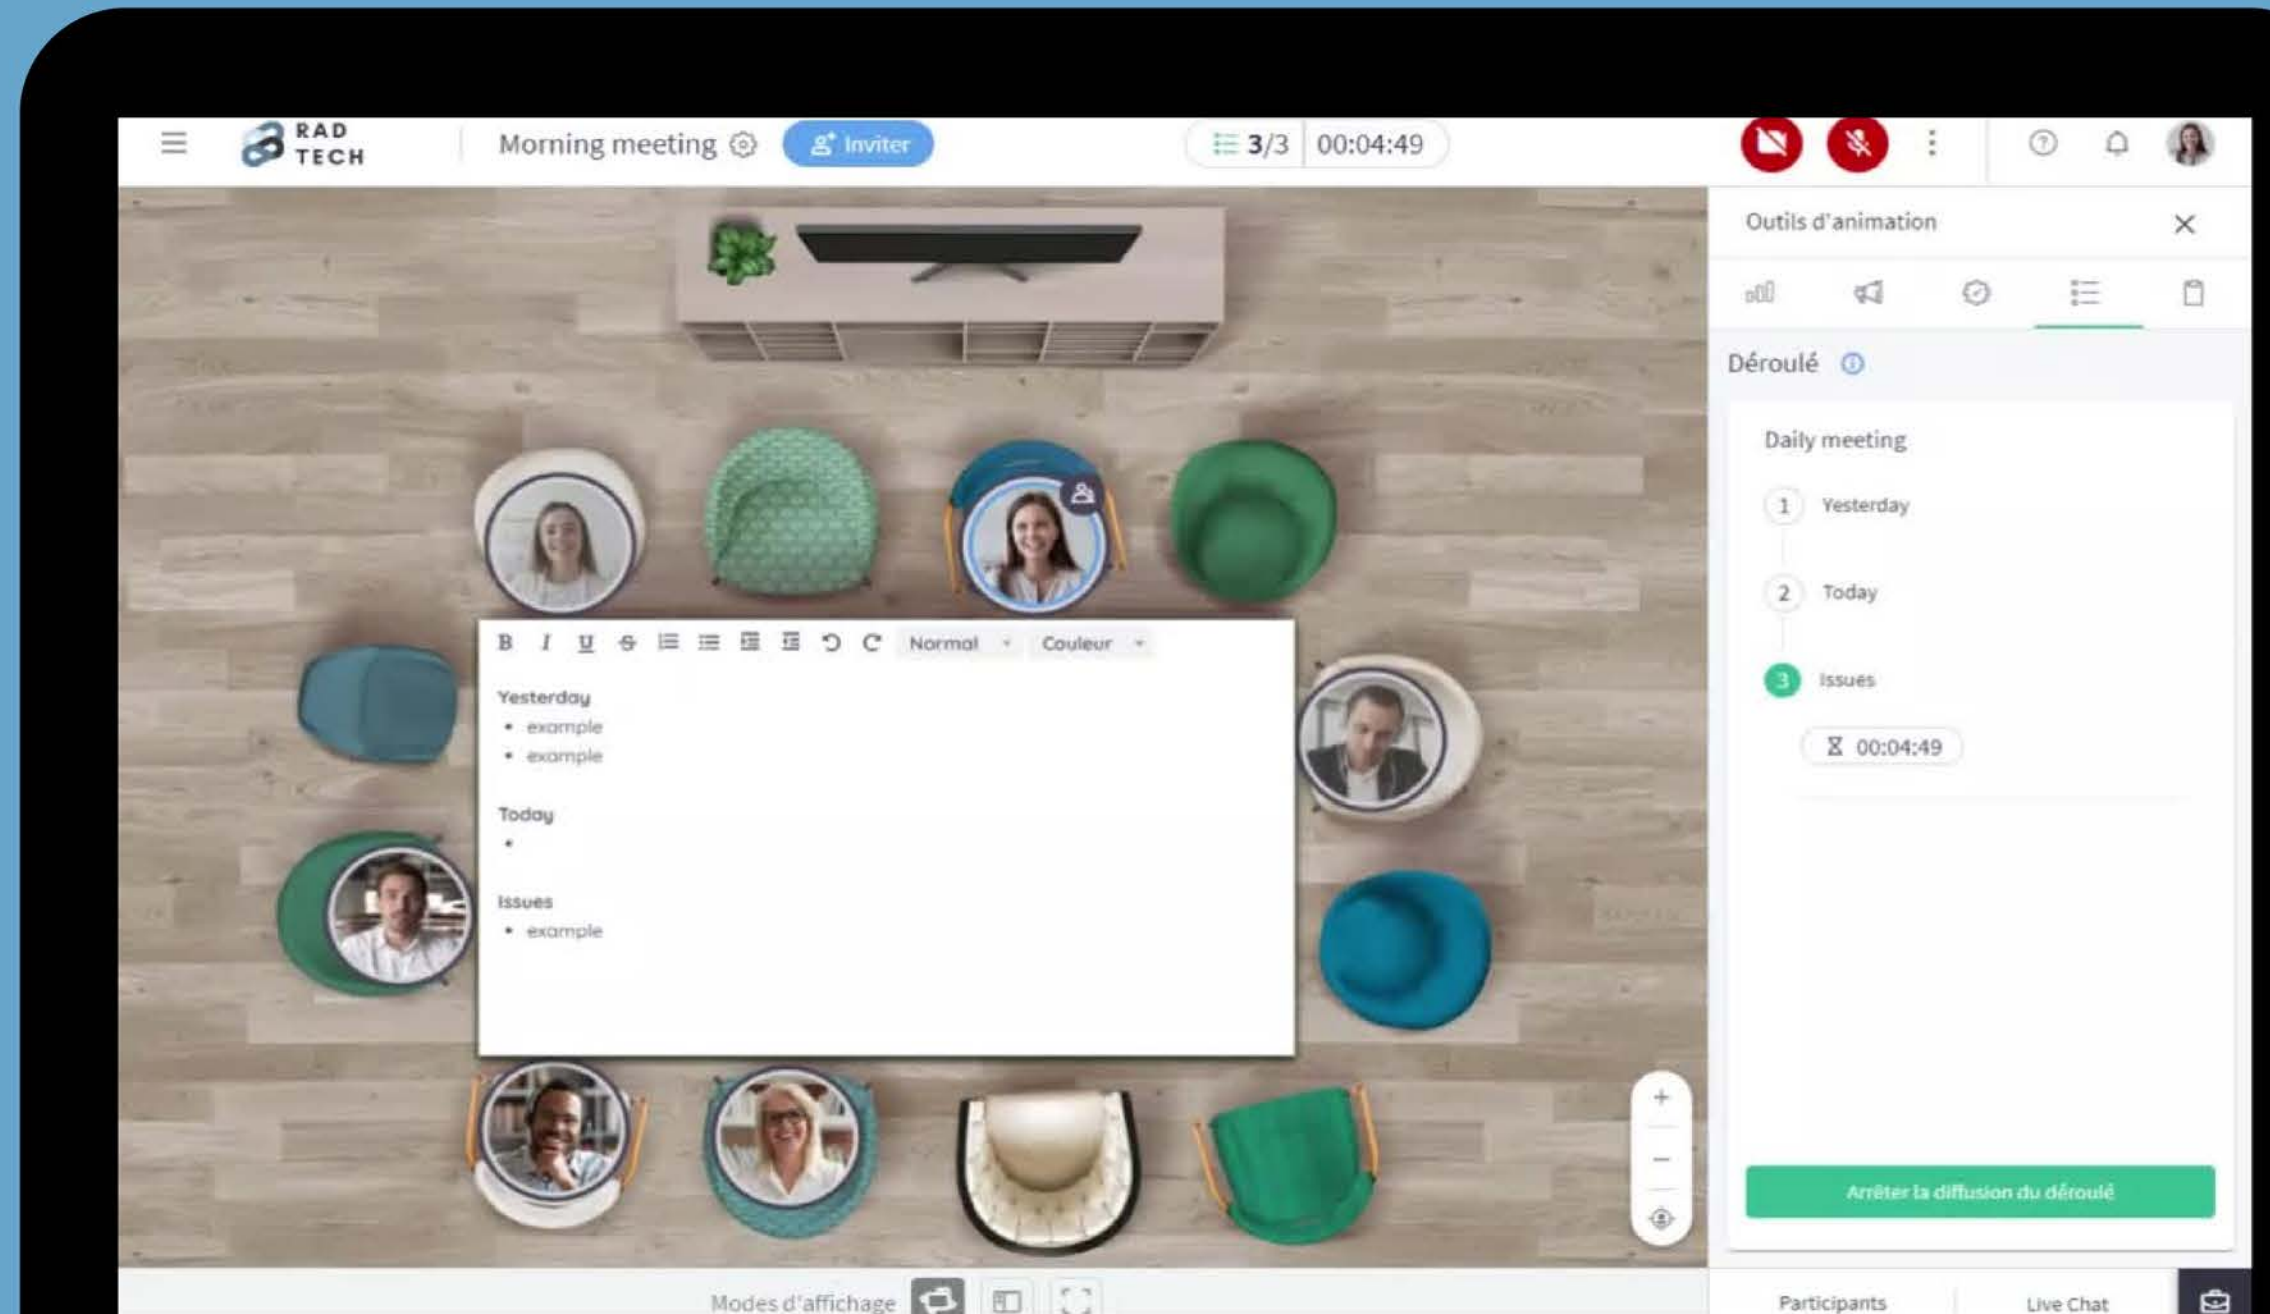 RAD
TECH
Morning meeting
Inviter
3/3
00:04:49
Outils d'animation
Déroulé
Daily meeting
1 Yesterday
2 Today
3 Issues
00:04:49
B I U S Normal Couleur
Yesterday
• example
• example
Today
•
Issues
• example
+
−
Arrêter la diffusion du déroulé
Modes d'affichage
Participants
Live Chat